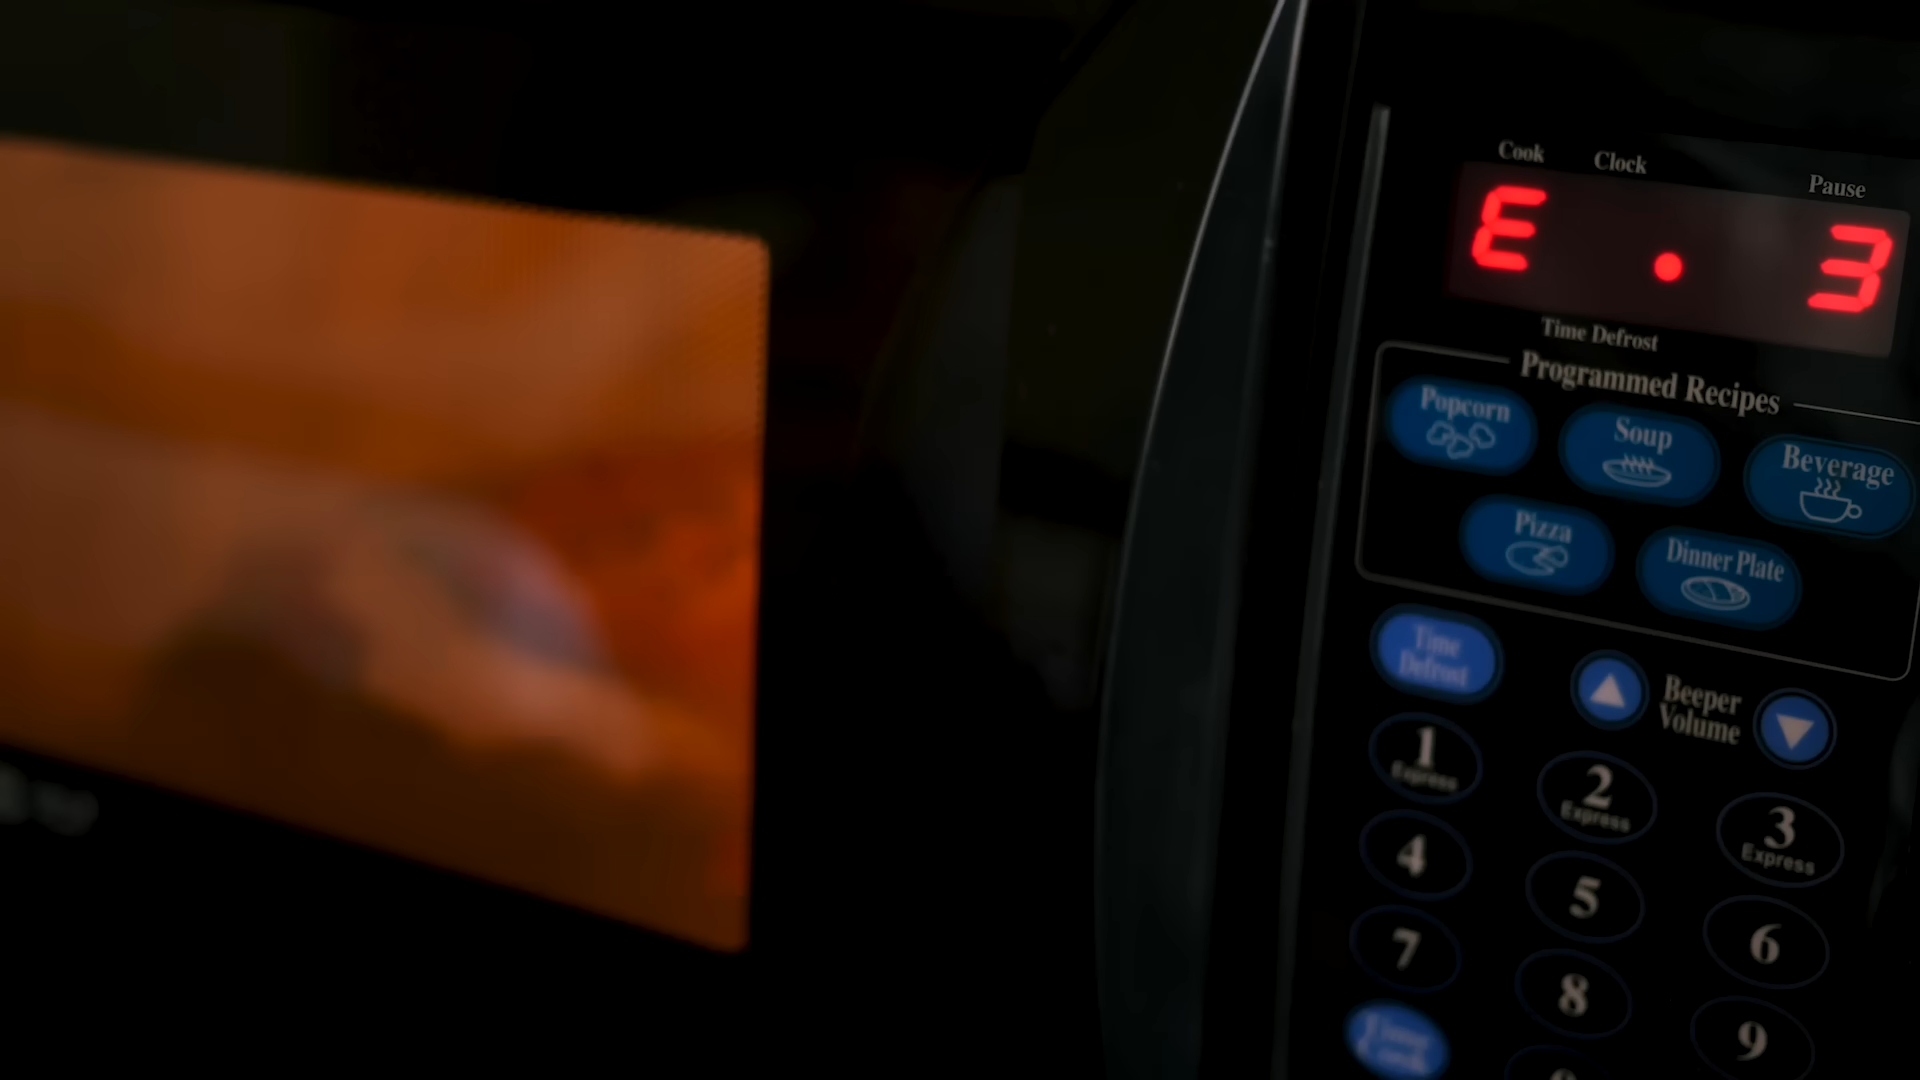 Cook Clock Pause
E . 3
Time Defrost
Programmed Recipes
Popcorn Soup Beverage
Pizza Dinner Plate
Time
Defrost
Beeper
Volume
1 2 3
Express Express Express
4 5 6
7 8 9